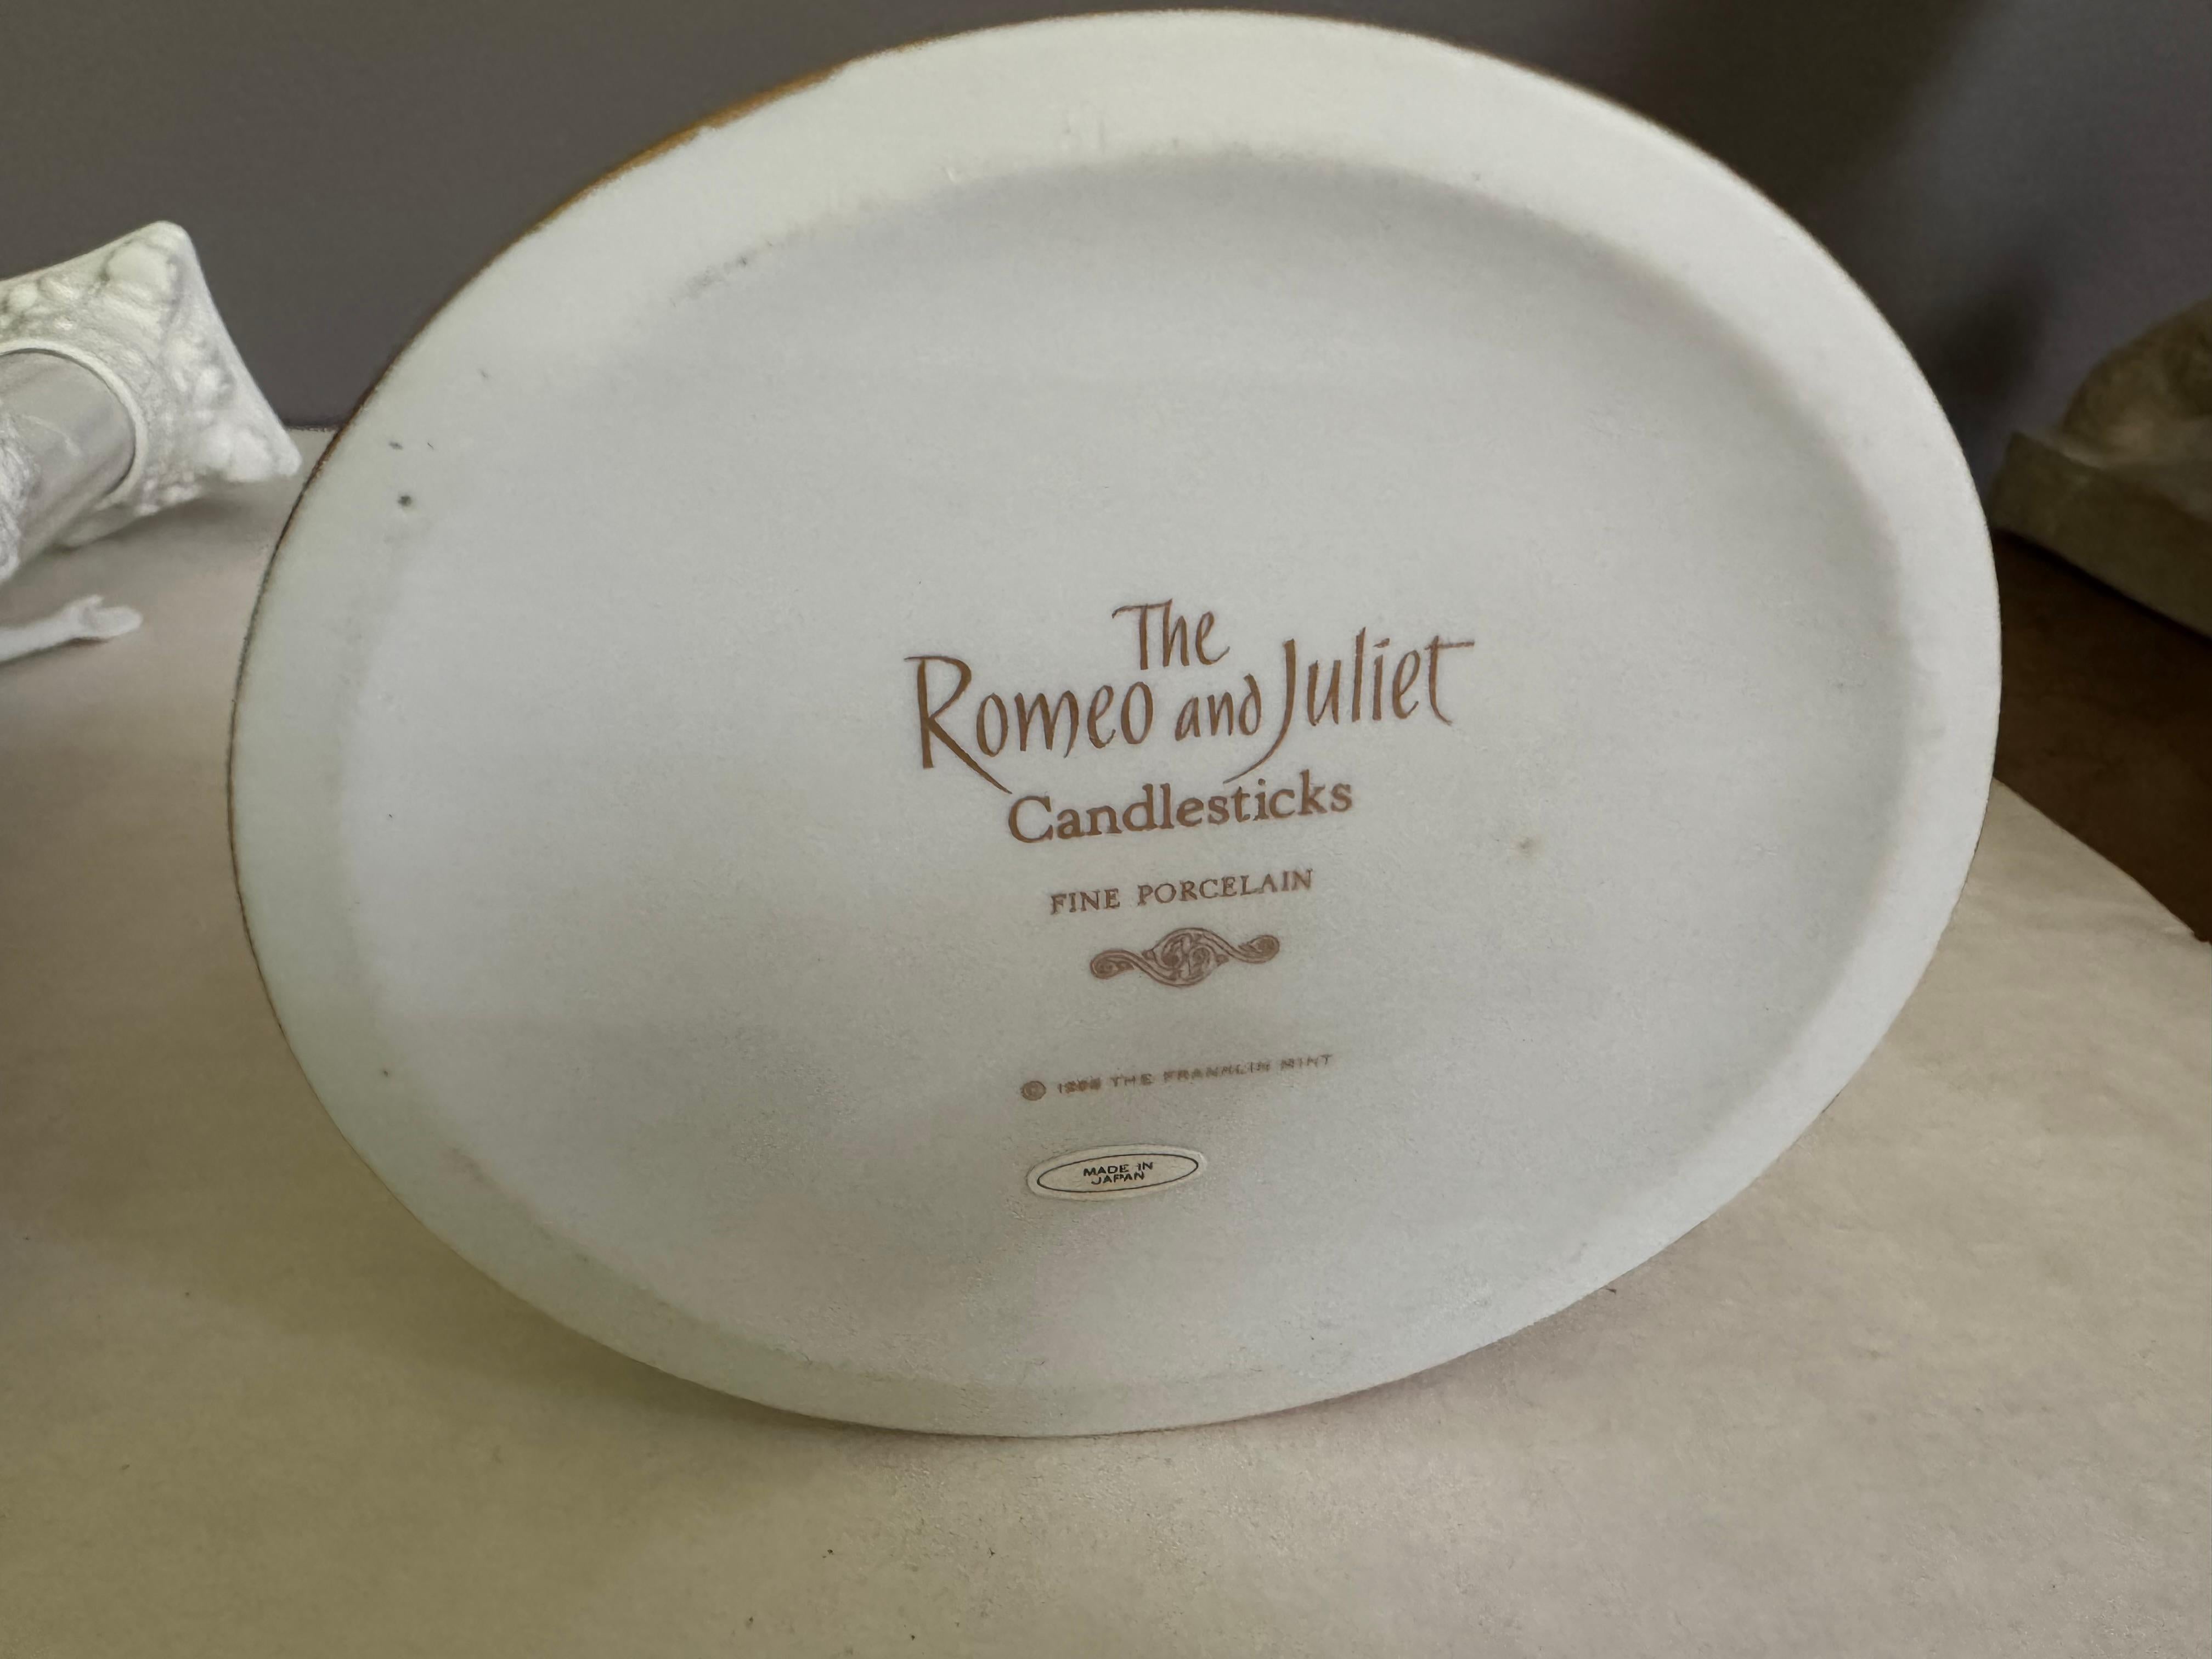 The
Romeo and Juliet
Candlesticks
FINE PORCELAIN
© THE FRANKLIN MINT
MADE IN
JAPAN